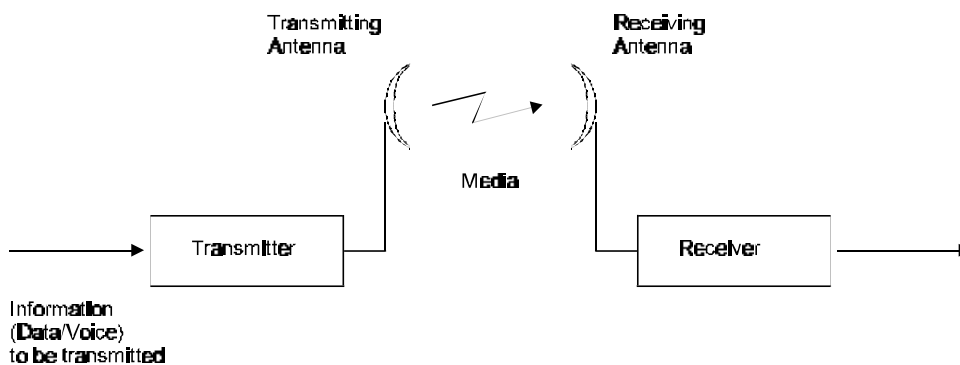 Transmitting
Antenna
Receiving
Antenna
Media
Transmitter
Receiver
Information
(Data/Voice)
to be transmitted